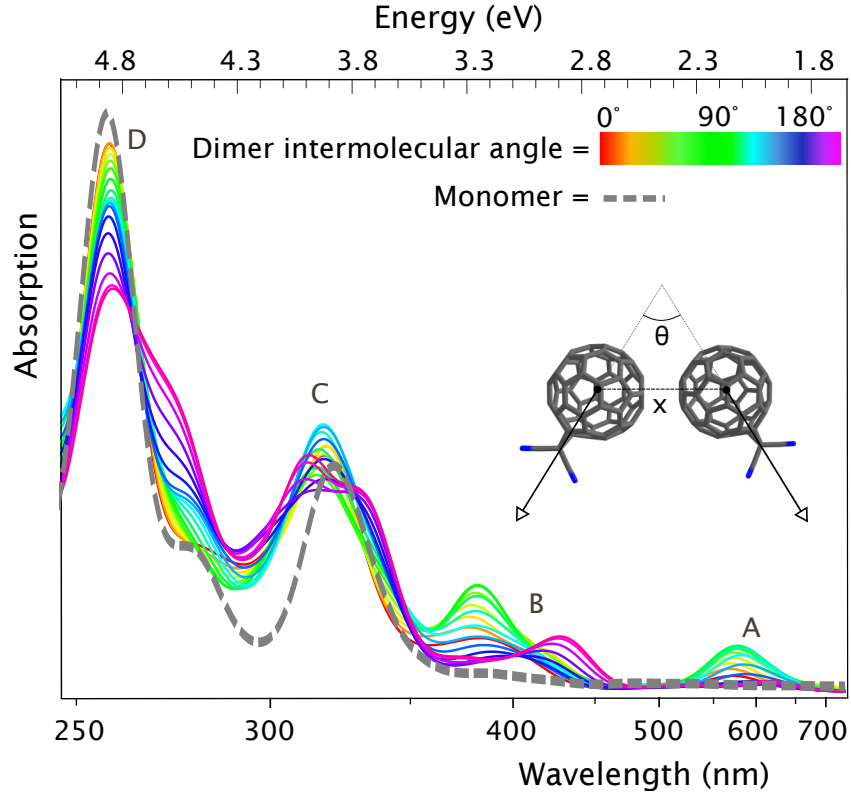 Energy (eV)
4.8 4.3 3.8 3.3 2.8 2.3 1.8
0° 90° 180°
D
Dimer intermolecular angle =
Monomer =
Absorption
θ
C
x
B
A
250 300 400 500 600 700
Wavelength (nm)